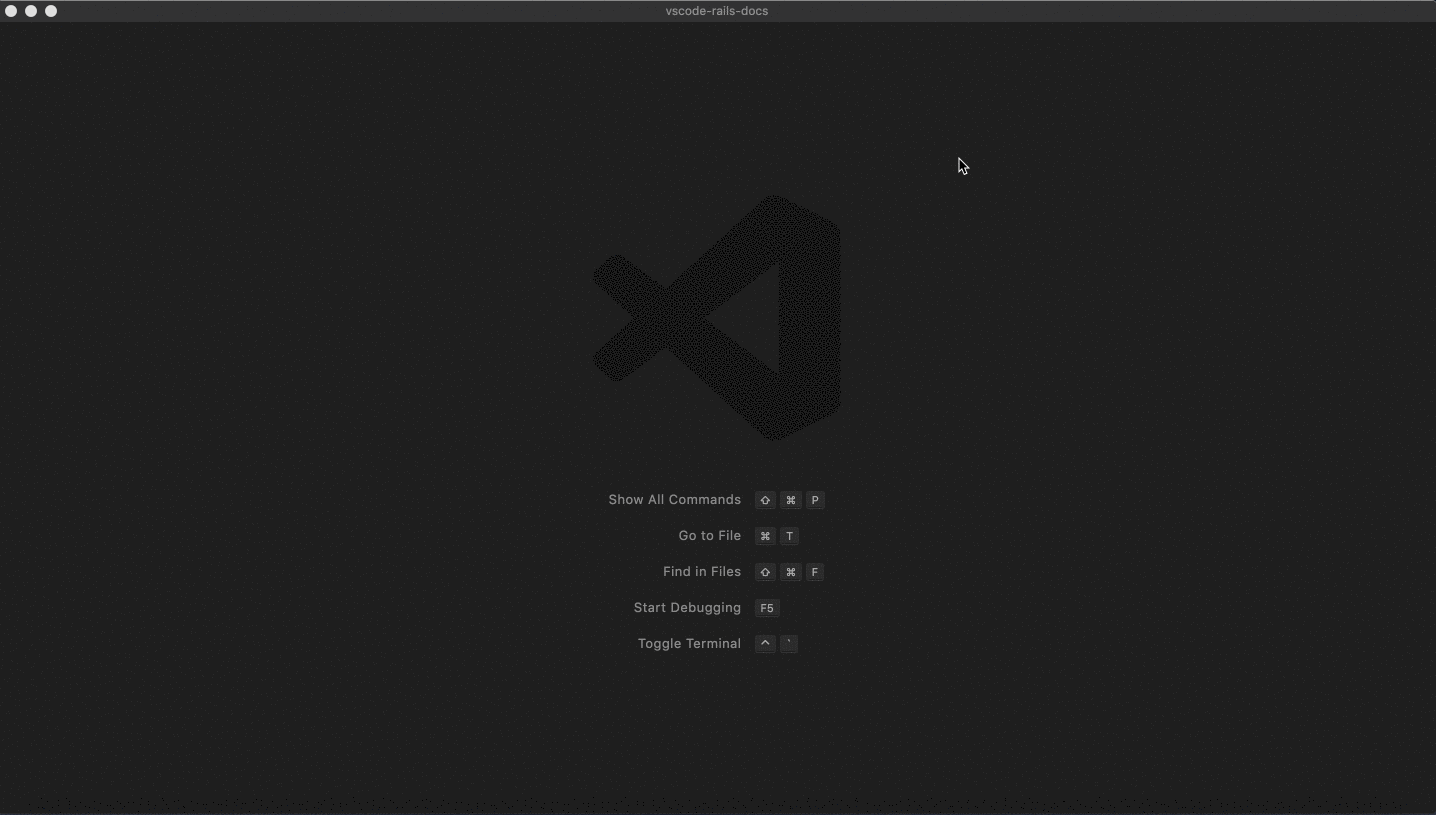 vscode-rails-docs
Show All Commands ⇧ ⌘ P
Go to File ⌘ T
Find in Files ⇧ ⌘ F
Start Debugging F5
Toggle Terminal ^ `